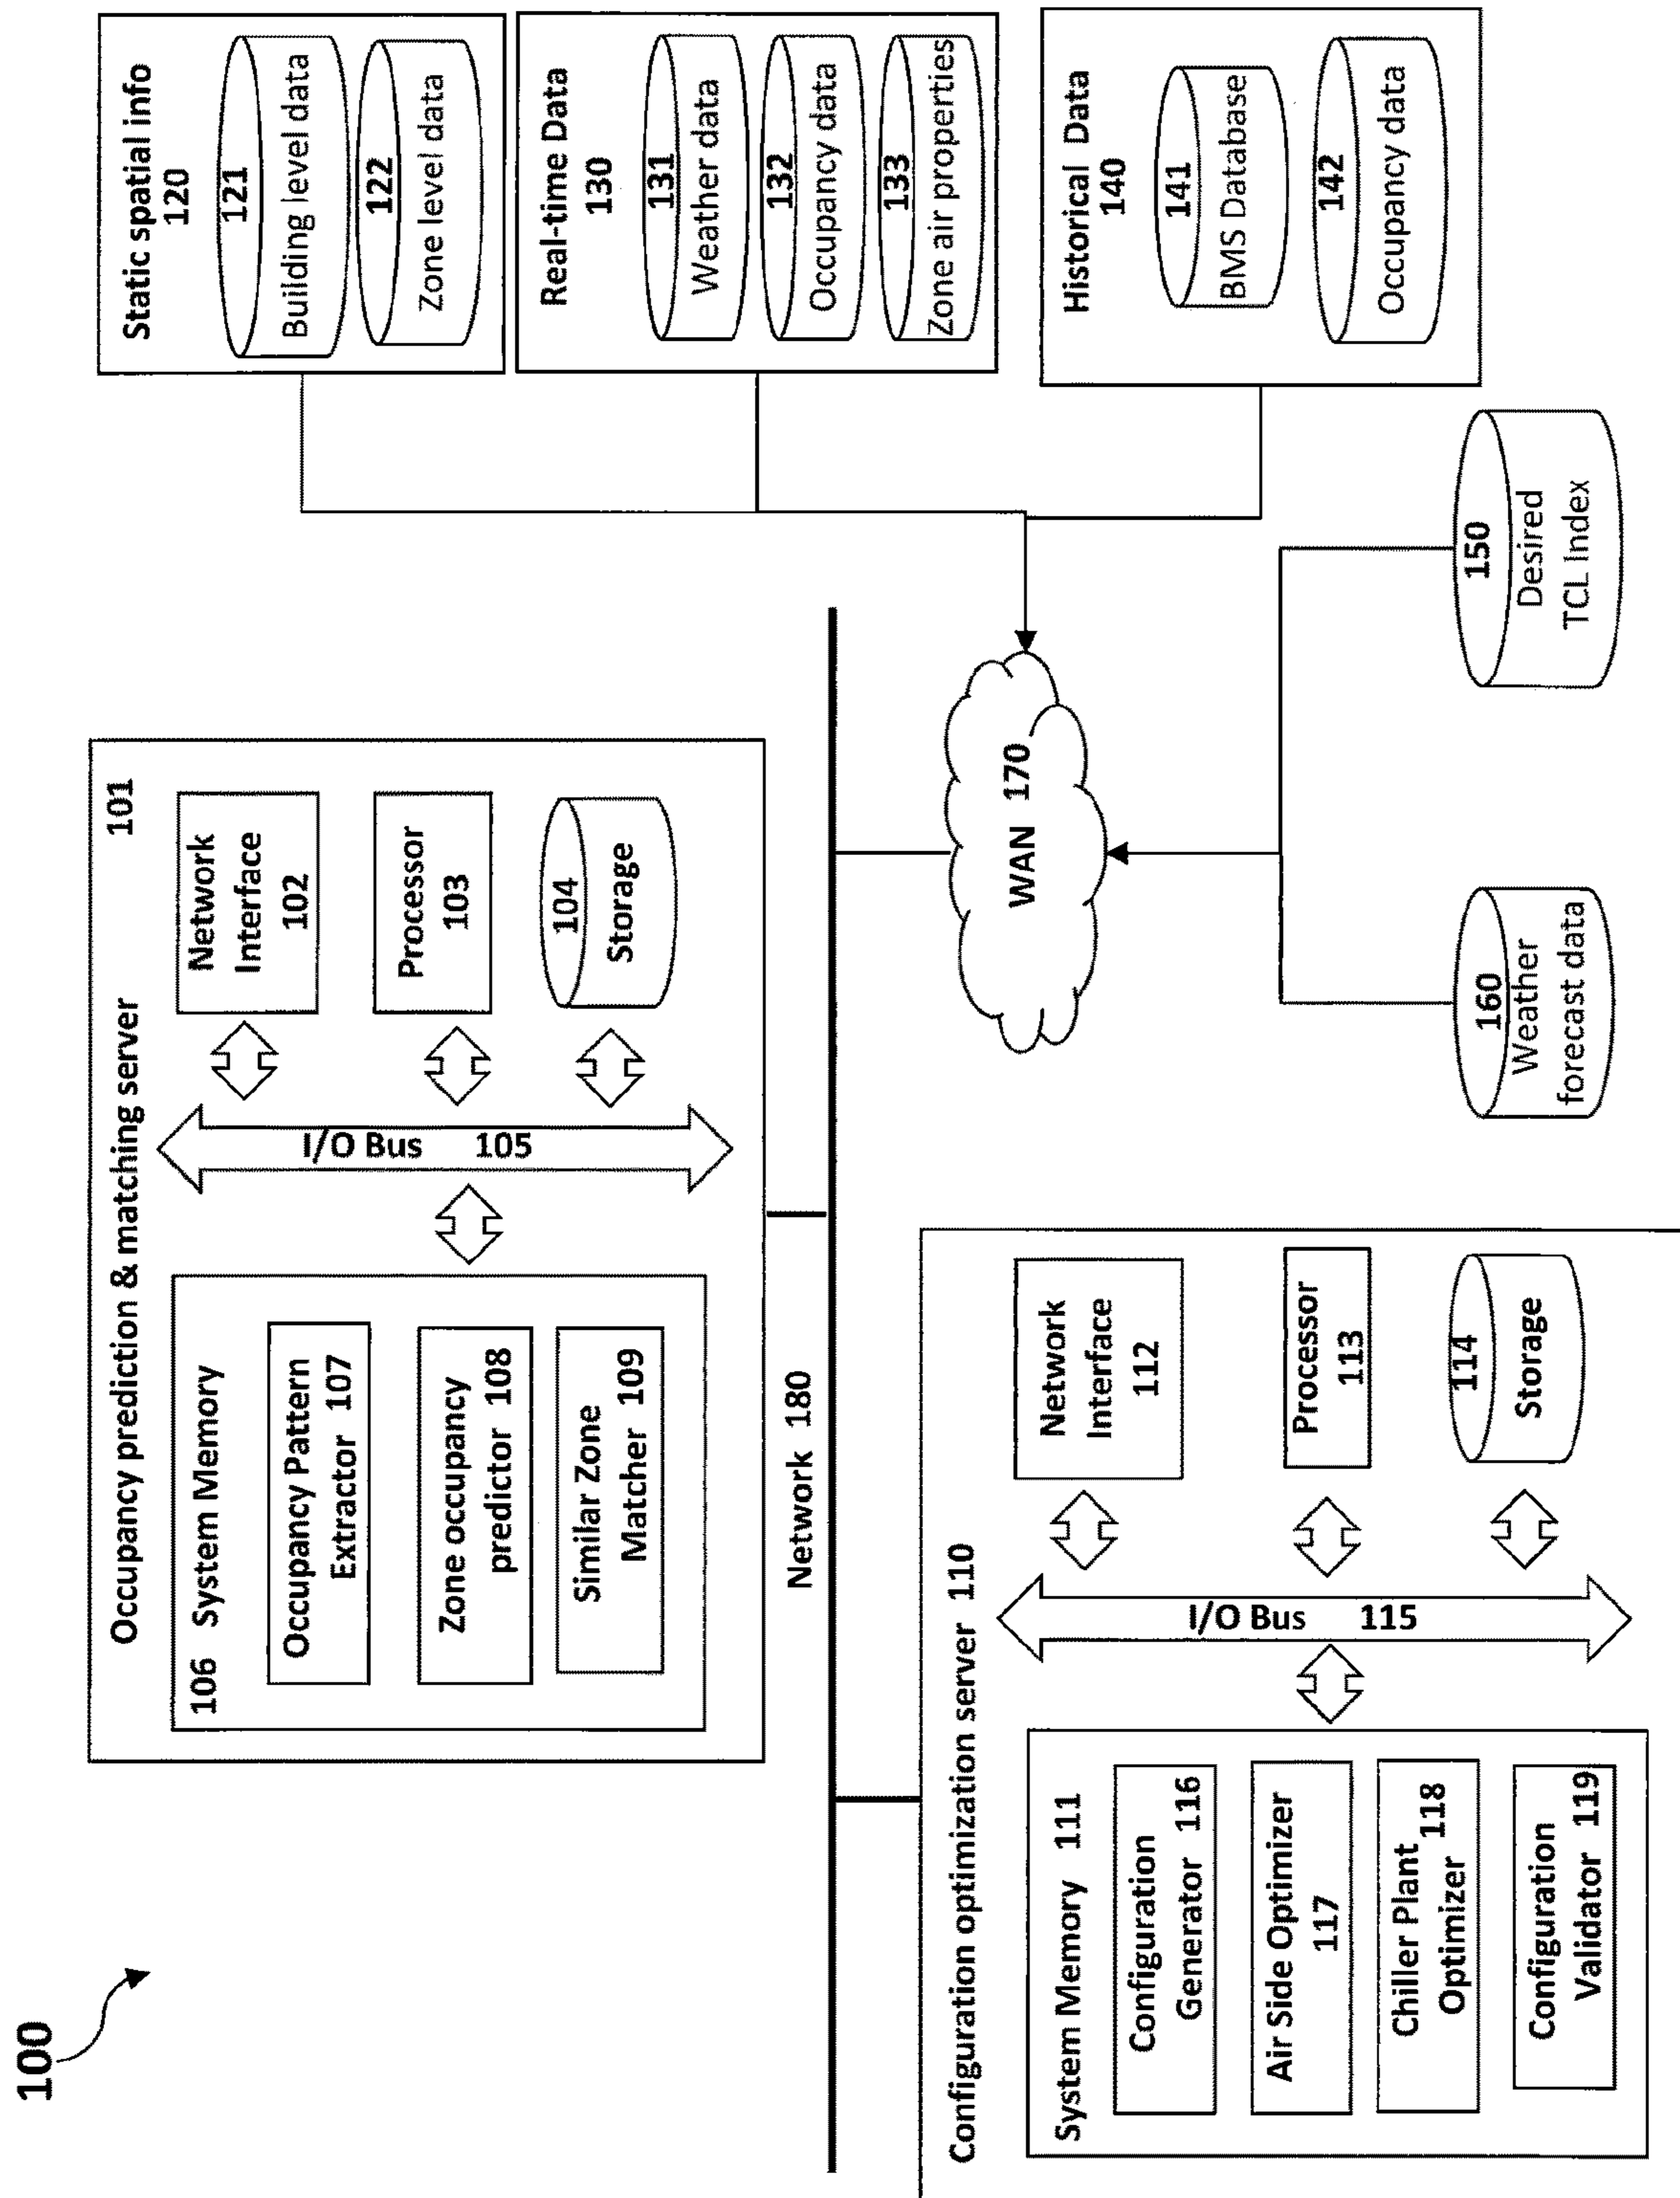 100
Occupancy prediction & matching server
101
106 System Memory
Occupancy Pattern
Extractor 107
Zone occupancy
predictor 108
Similar Zone
Matcher 109
I/O Bus 105
Network
Interface
102
Processor
103
104
Storage
Network 180
Configuration optimization server 110
System Memory 111
Configuration
Generator 116
Air Side Optimizer
117
Chiller Plant
Optimizer 118
Configuration
Validator 119
I/O Bus 115
Network
Interface
112
Processor
113
114
Storage
WAN 170
160
Weather
forecast data
150
Desired
TCL Index
Static spatial info
120
121
Building level data
122
Zone level data
Real-time Data
130
131
Weather data
132
Occupancy data
133
Zone air properties
Historical Data
140
141
BMS Database
142
Occupancy data